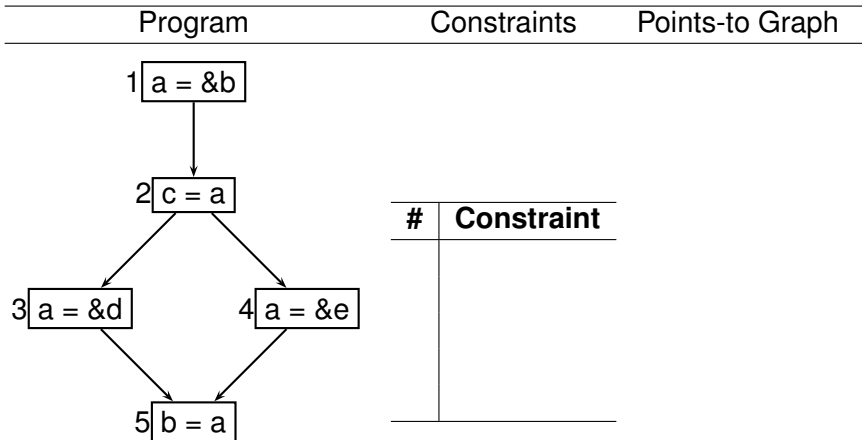 Program Constraints Points-to Graph
1 a = &b
2 c = a
# Constraint
3 a = &d 4 a = &e
5 b = a